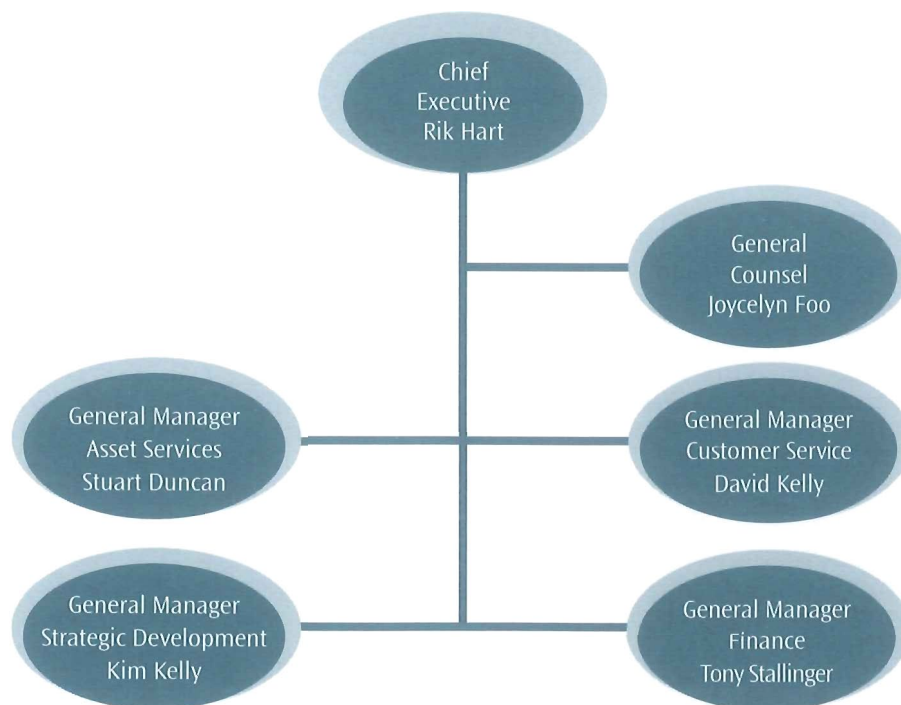 Chief
Executive
Rik Hart
General
Counsel
Joycelyn Foo
General Manager
Asset Services
Stuart Duncan
General Manager
Customer Service
David Kelly
General Manager
Strategic Development
Kim Kelly
General Manager
Finance
Tony Stallinger